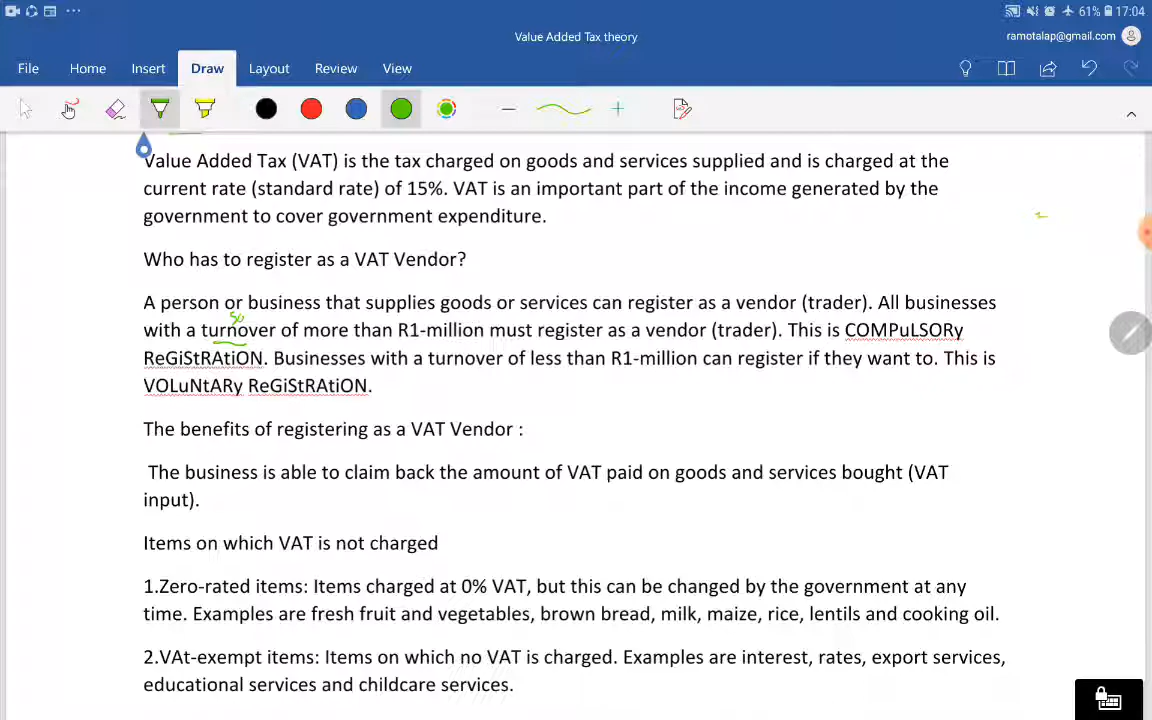 61% 17:04
Value Added Tax theory
ramotalap@gmail.com
File Home Insert Draw Layout Review View
Value Added Tax (VAT) is the tax charged on goods and services supplied and is charged at the
current rate (standard rate) of 15%. VAT is an important part of the income generated by the
government to cover government expenditure.
Who has to register as a VAT Vendor?
A person or business that supplies goods or services can register as a vendor (trader). All businesses
with a turnover of more than R1-million must register as a vendor (trader). This is COMPuLSORy
ReGiStRAtiON. Businesses with a turnover of less than R1-million can register if they want to. This is
VOLuNtARy ReGiStRAtiON.
The benefits of registering as a VAT Vendor :
The business is able to claim back the amount of VAT paid on goods and services bought (VAT
input).
Items on which VAT is not charged
1.Zero-rated items: Items charged at 0% VAT, but this can be changed by the government at any
time. Examples are fresh fruit and vegetables, brown bread, milk, maize, rice, lentils and cooking oil.
2.VAt-exempt items: Items on which no VAT is charged. Examples are interest, rates, export services,
educational services and childcare services.